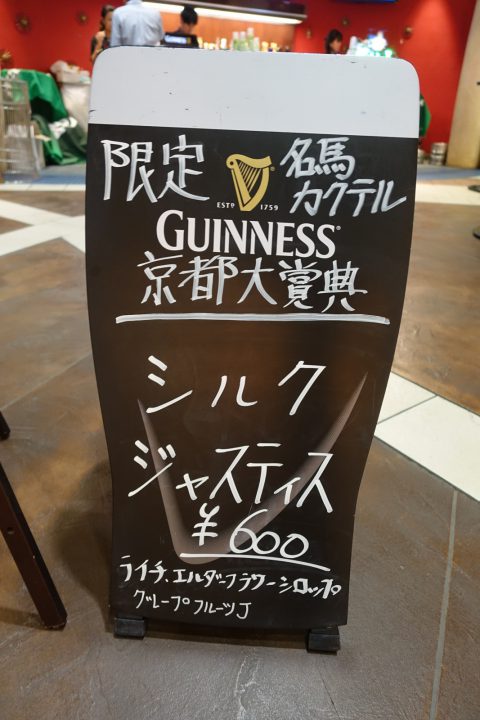 限定 名馬
カクテル
ESTD 1759
GUINNESS
京都大賞典
シルク
ジャスティス
¥600
ライチ、エルダーフラワーシロップ
グレープフルーツJ